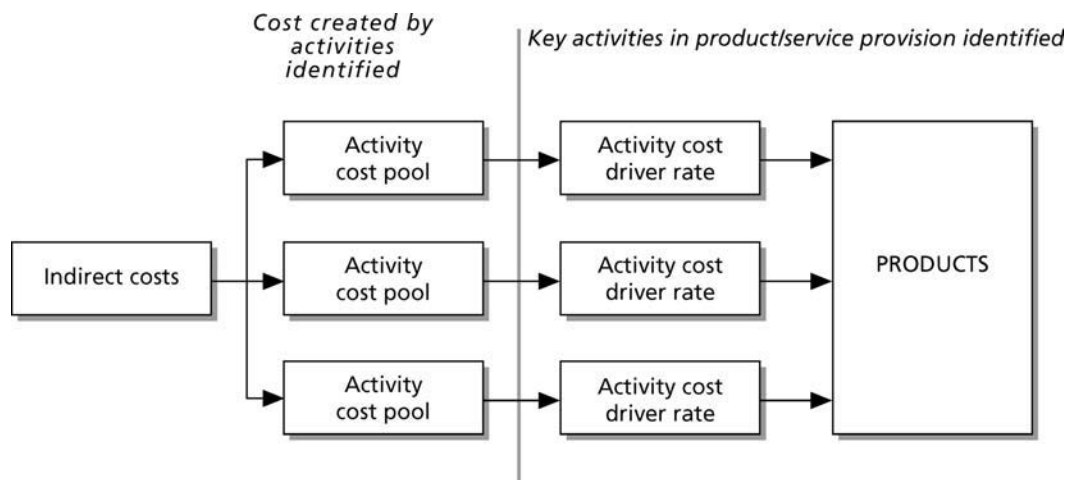 Cost created by
activities
identified
Key activities in product/service provision identified
Activity
cost pool
Activity cost
driver rate
Indirect costs
Activity
cost pool
Activity cost
driver rate
PRODUCTS
Activity
cost pool
Activity cost
driver rate